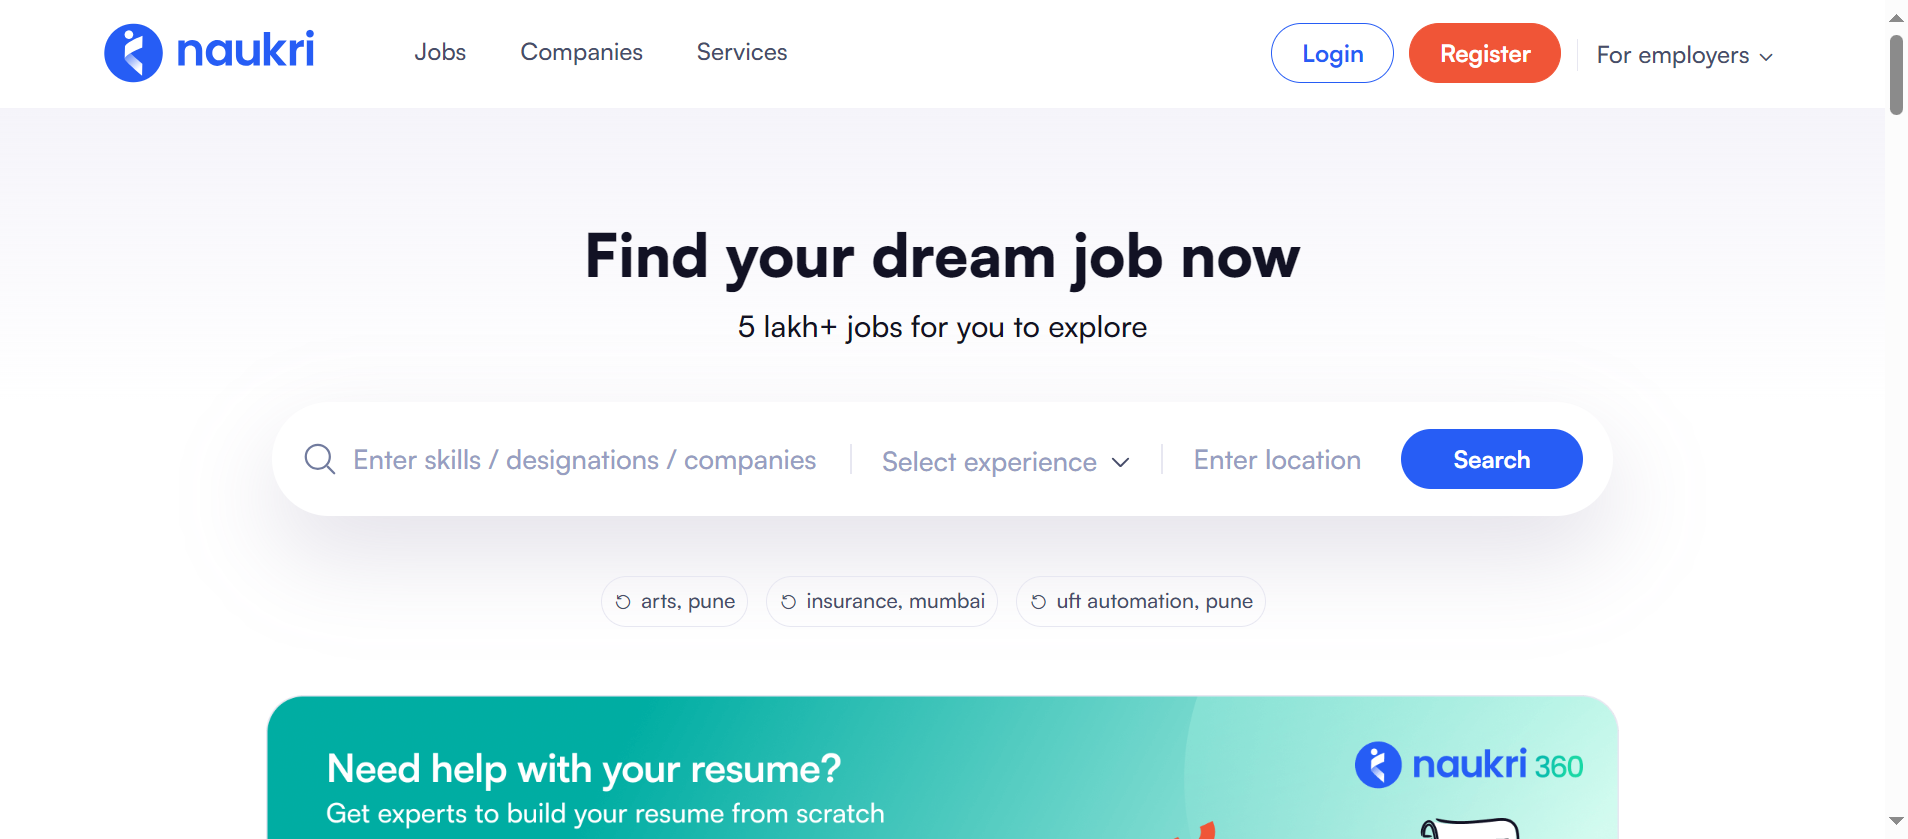 naukri
Jobs
Companies
Services
Login
Register
For employers
Find your dream job now
5 lakh+ jobs for you to explore
Enter skills / designations / companies
Select experience
Enter location
Search
arts, pune
insurance, mumbai
uft automation, pune
Need help with your resume?
Get experts to build your resume from scratch
naukri 360